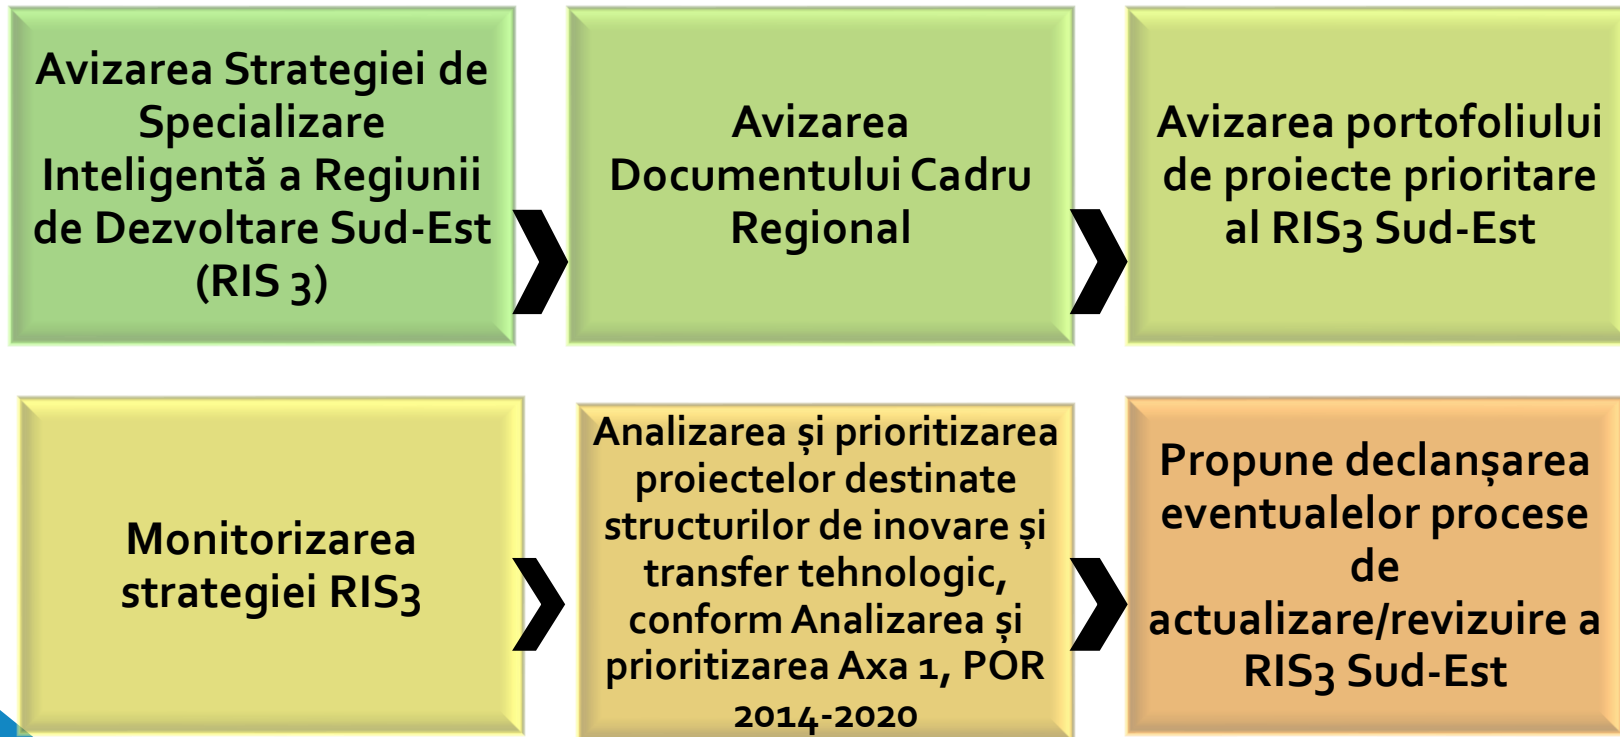 Avizarea Strategiei de
Specializare
Inteligentă a Regiunii
de Dezvoltare Sud-Est
(RIS 3)
Avizarea
Documentului Cadru
Regional
Avizarea portofoliului
de proiecte prioritare
al RIS3 Sud-Est
Monitorizarea
strategiei RIS3
Analizarea și prioritizarea
proiectelor destinate
structurilor de inovare și
transfer tehnologic,
conform Analizarea și
prioritizarea Axa 1, POR
2014-2020
Propune declanșarea
eventualelor procese
de
actualizare/revizuire a
RIS3 Sud-Est